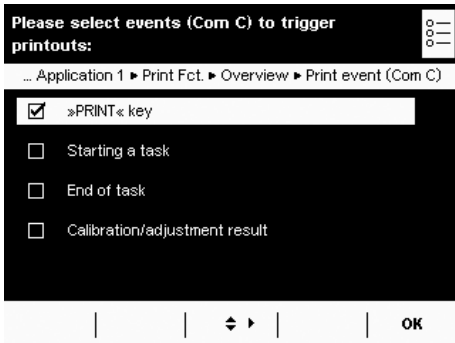 Please select events (Com C) to trigger
printouts:
... Application 1 ▸ Print Fct. ▸ Overview ▸ Print event (Com C)
»PRINT« key
Starting a task
End of task
Calibration/adjustment result
OK